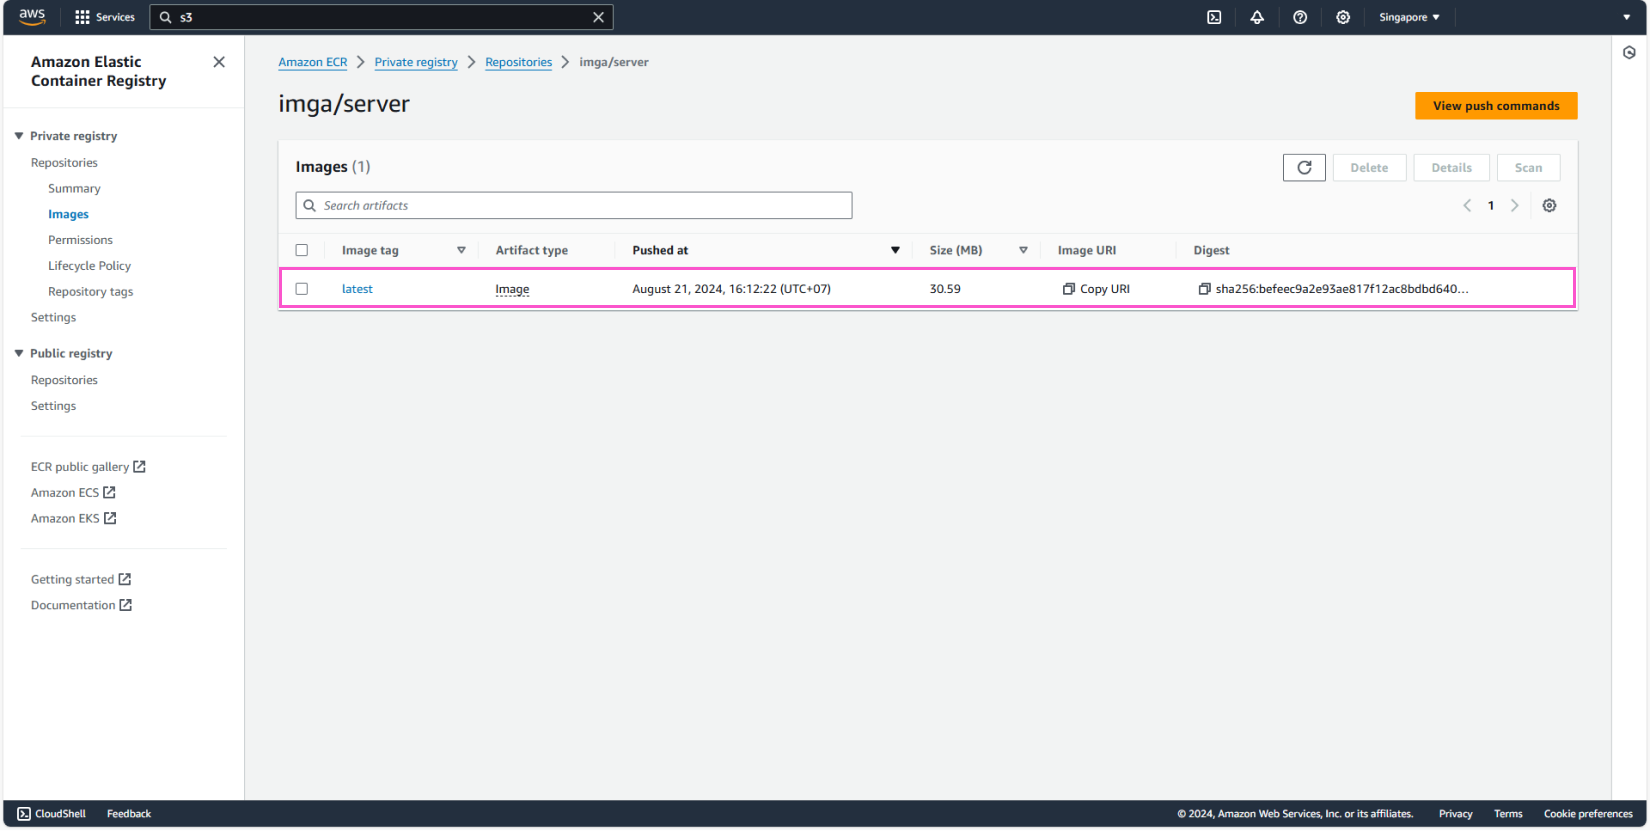 aws Services s3 Singapore
Amazon Elastic
Container Registry
Private registry
Repositories
Summary
Images
Permissions
Lifecycle Policy
Repository tags
Settings
Public registry
Repositories
Settings
ECR public gallery
Amazon ECS
Amazon EKS
Getting started
Documentation
Amazon ECR Private registry Repositories imga/server
imga/server
View push commands
Images (1)
Delete Details Scan
Search artifacts
1
Image tag Artifact type Pushed at Size (MB) Image URI Digest
latest Image August 21, 2024, 16:12:22 (UTC+07) 30.59 Copy URI sha256:befeec9a2e93ae817f12ac8bdbd640...
CloudShell Feedback © 2024, Amazon Web Services, Inc. or its affiliates. Privacy Terms Cookie preferences